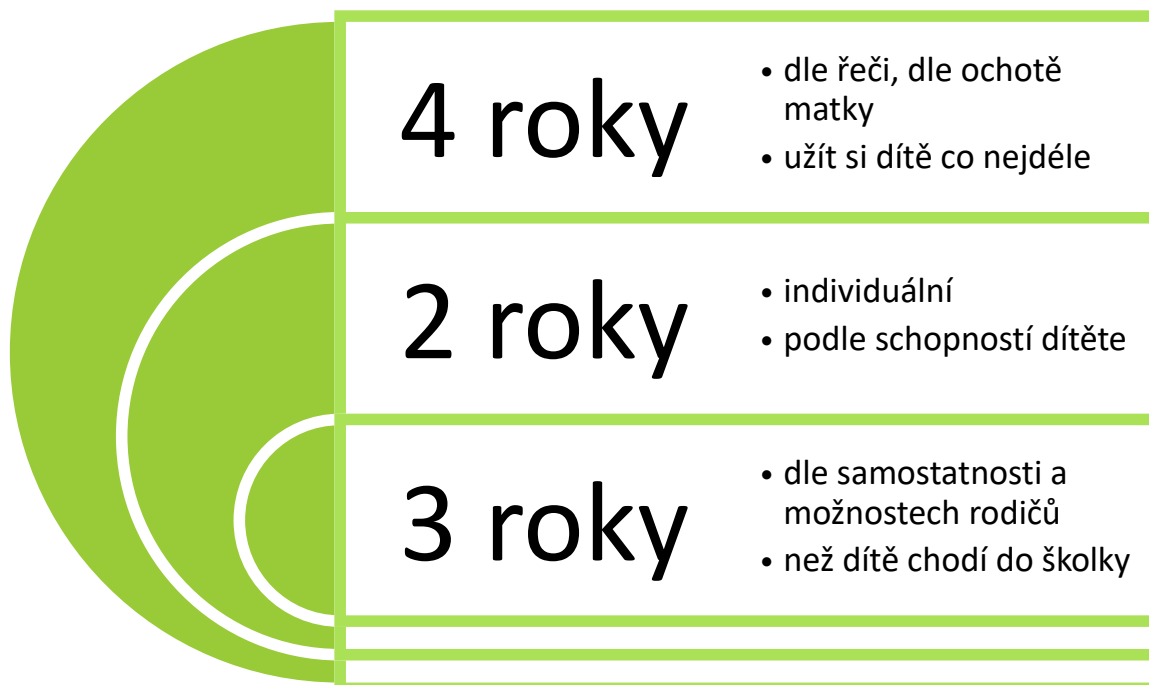 4 roky
• dle řeči, dle ochotě
matky
• užít si dítě co nejdéle
2 roky
• individuální
• podle schopností dítěte
3 roky
• dle samostatnosti a
možnostech rodičů
• než dítě chodí do školky